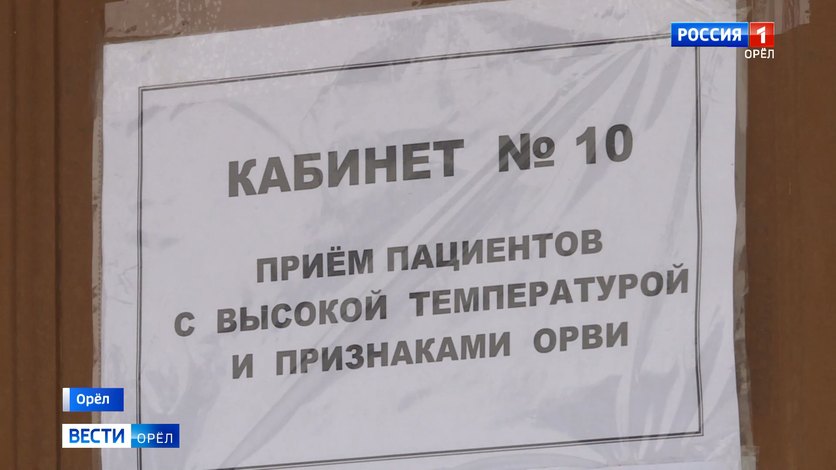 РОССИЯ 1
ОРЁЛ
КАБИНЕТ № 10
ПРИЁМ ПАЦИЕНТОВ
С ВЫСОКОЙ ТЕМПЕРАТУРОЙ
И ПРИЗНАКАМИ ОРВИ
Орёл
ВЕСТИ ОРЁЛ